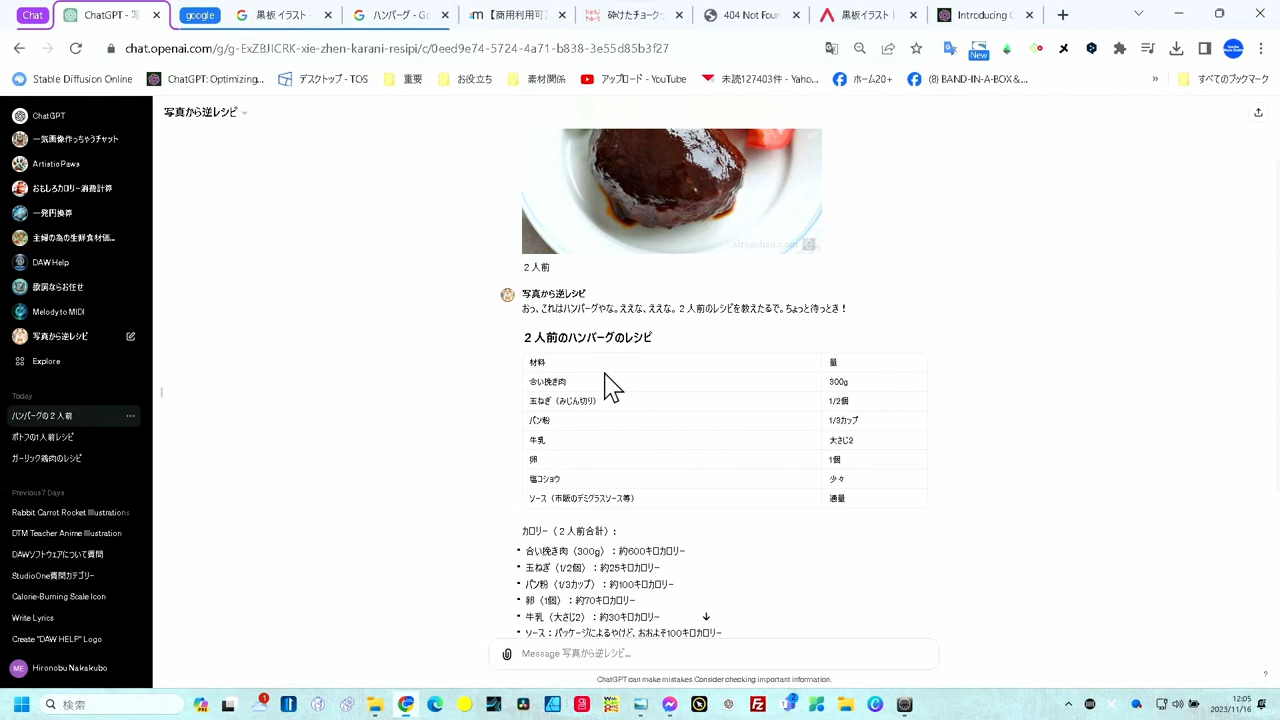 Chat
ChatGPT - 写
google
黒板 イラスト -
ハンバーグ - G
【商用利用可】
砕けたチョーク
404 Not Foun
黒板イラスト
Introducing C
chat.openai.com/g/g-ExZBJTCRK-xie-zhen-karani-resipi/c/0eed9e74-5724-4a71-b838-3e55d85b3f27
New
Stable Diffusion Online
ChatGPT: Optimizing...
デスクトップ - TOS
重要
お役立ち
素材関係
アップロード - YouTube
未読127403件 - Yaho...
ホーム20+
(8) BAND-IN-A-BOX &...
»
すべてのブックマーク
ChatGPT
一気画像作っちゃうチャット
Artistic Paws
おもしろカロリー消費計算
一発円換算
主婦の為の生鮮食材価...
DAW Help
歌詞ならお任せ
Melody to MIDI
写真から逆レシピ
Explore
Today
ハンバーグの２人前
ポトフの1人前レシピ
ガーリック鶏肉のレシピ
Previous 7 Days
Rabbit Carrot Rocket Illustrations
DTM Teacher Anime Illustration
DAWソフトウェアについて質問
StudioOne質問カテゴリー
Calorie-Burning Scale Icon
Write Lyrics
Create "DAW HELP" Logo
ME Hironobu Nakakubo
写真から逆レシピ
sirogohan.com
２人前
写真から逆レシピ
おっ、これはハンバーグやな。ええな、ええな。２人前のレシピを教えたるで。ちょっと待っとき！
２人前のハンバーグのレシピ
材料 量
合い挽き肉 300g
玉ねぎ（みじん切り） 1/2個
パン粉 1/3カップ
牛乳 大さじ2
卵 1個
塩コショウ 少々
ソース（市販のデミグラスソース等） 適量
カロリー（２人前合計）:
・合い挽き肉（300g）：約600キロカロリー
・玉ねぎ（1/2個）：約25キロカロリー
・パン粉（1/3カップ）：約100キロカロリー
・卵（1個）：約70キロカロリー
・牛乳（大さじ2）：約30キロカロリー
・ソース：パッケージによるやけど、おおよそ100キロカロリー
Message 写真から逆レシピ...
ChatGPT can make mistakes. Consider checking important information.
?
検索
1
2
12:05
2023/11/16